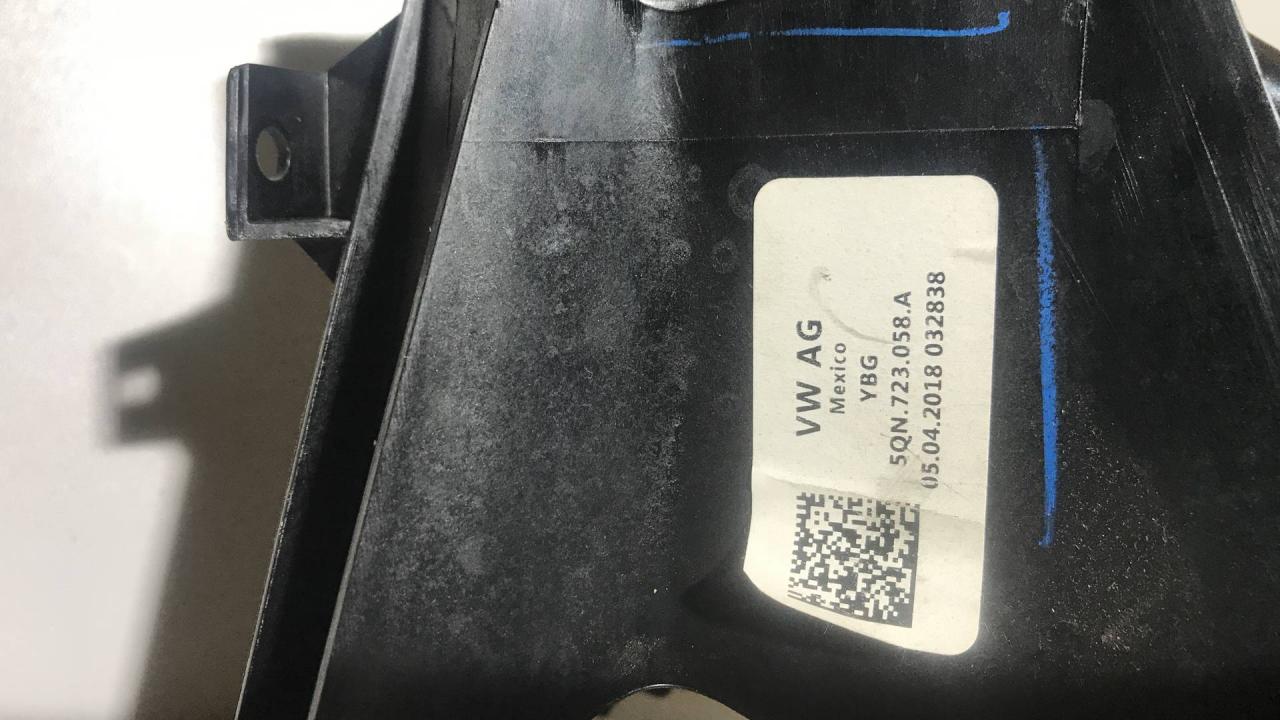 VW AG
Mexico
YBG
5QN.723.058.A
05.04.2018 032838